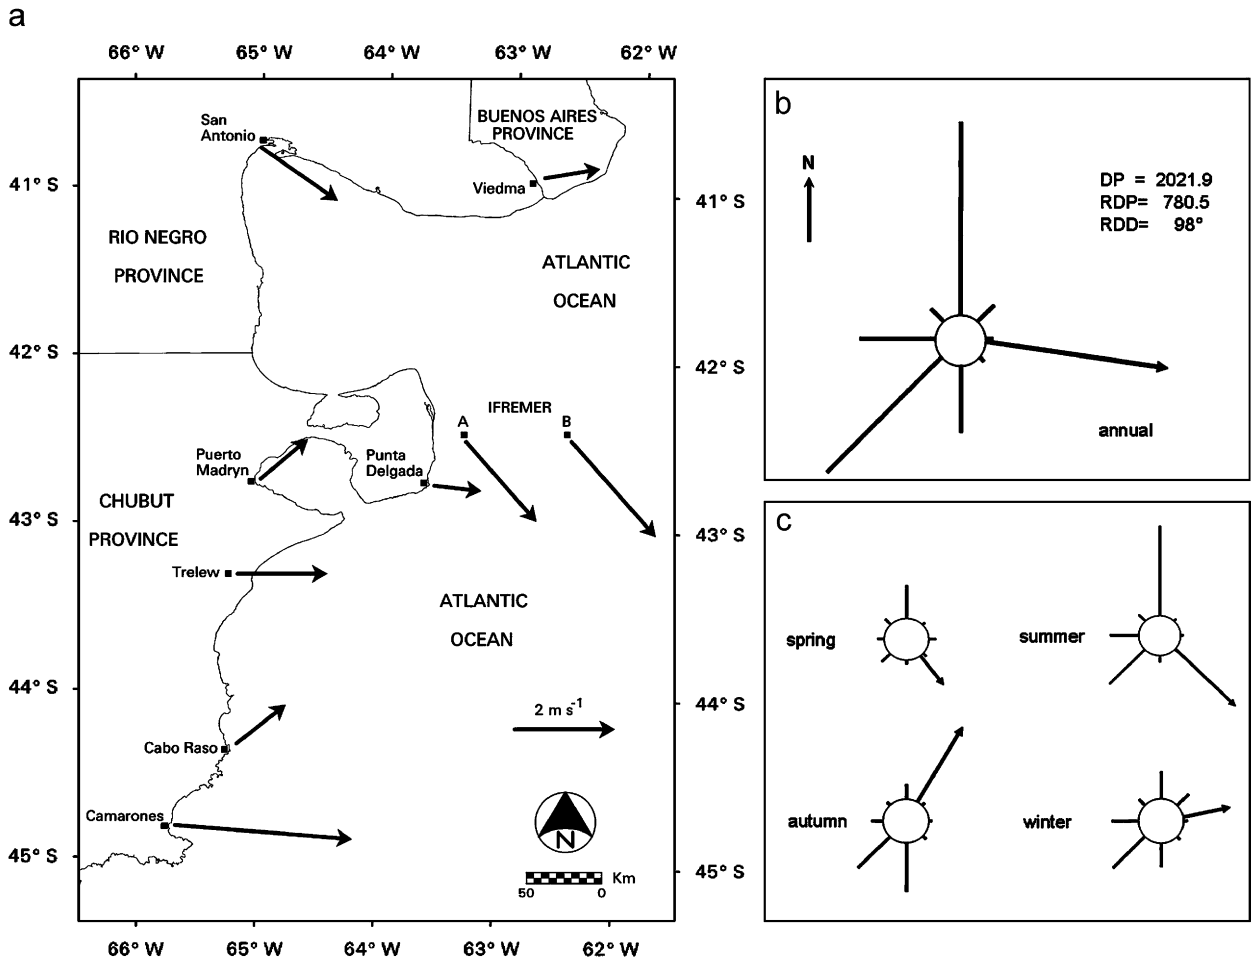 a
66° W 65° W 64° W 63° W 62° W
San
Antonio
BUENOS AIRES
PROVINCE
Viedma
41° S
41° S
RIO NEGRO
PROVINCE
ATLANTIC
OCEAN
42° S
42° S
IFREMER
A B
Puerto
Madryn
Punta
Delgada
CHUBUT
PROVINCE
43° S
43° S
Trelew
ATLANTIC
OCEAN
44° S
44° S
2 m s-1
Cabo Raso
Camarones
N
45° S
45° S
Km
50 0
66° W 65° W 64° W 63° W 62° W
b
N
DP = 2021.9
RDP= 780.5
RDD= 98°
annual
c
spring
summer
autumn
winter